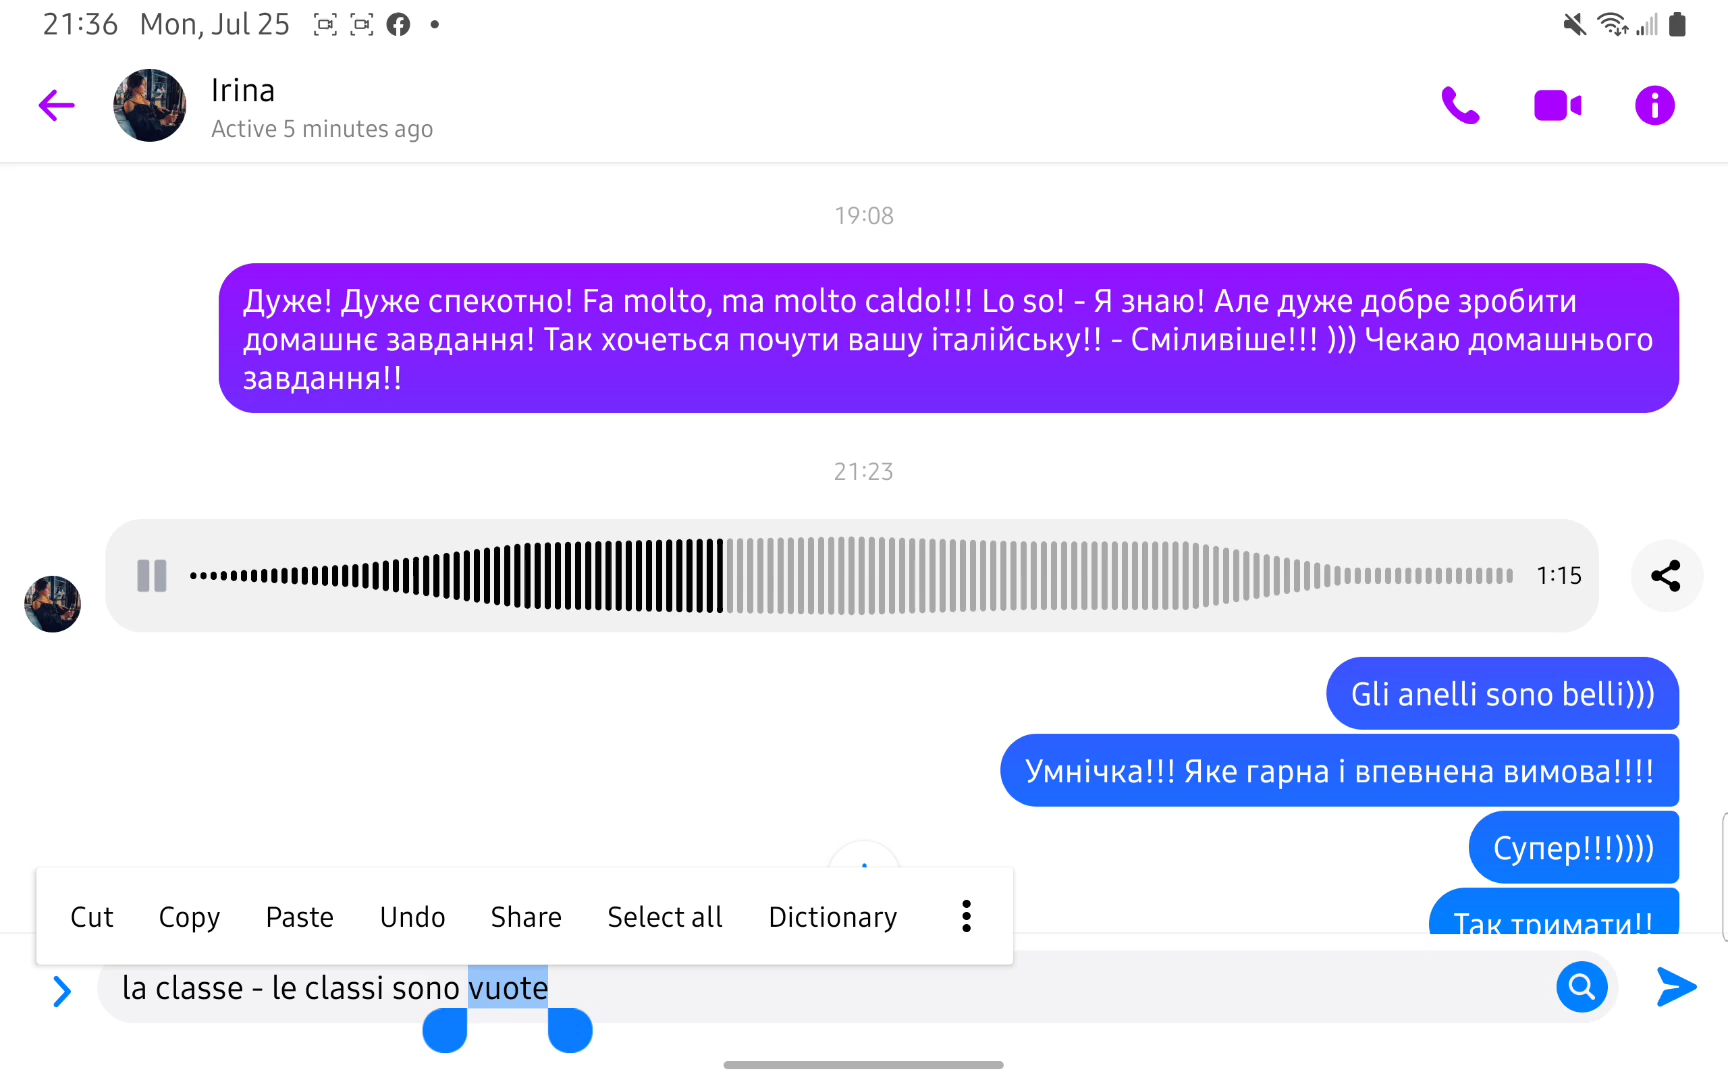 21:36 Mon, Jul 25
Irina
Active 5 minutes ago
19:08
Дуже! Дуже спекотно! Fa molto, ma molto caldo!!! Lo so! - Я знаю! Але дуже добре зробити
домашнє завдання! Так хочеться почути вашу італійську!! - Сміливіше!!! ))) Чекаю домашнього
завдання!!
21:23
1:15
Gli anelli sono belli)))
Умнічка!!! Яке гарна і впевнена вимова!!!!
Супер!!!))))
Так тримати!!
Cut Copy Paste Undo Share Select all Dictionary
la classe - le classi sono vuote